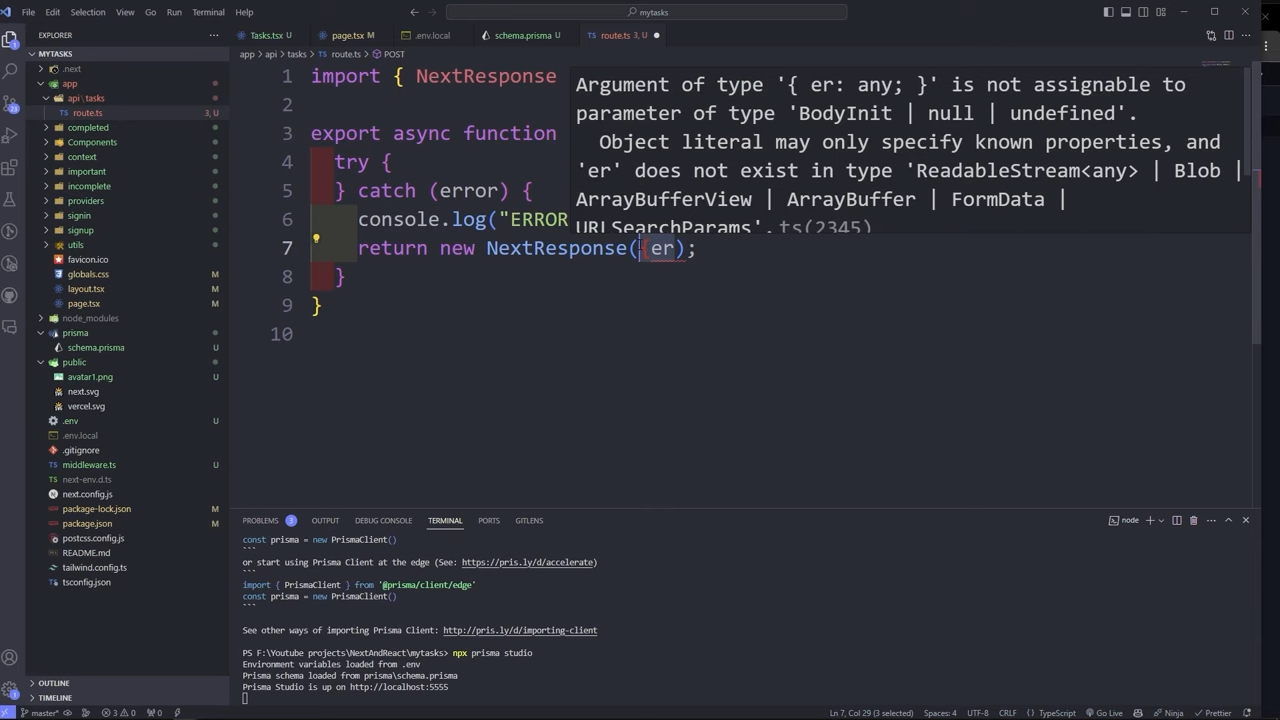 File Edit Selection View Go Run Terminal Help
mytasks
EXPLORER
Tasks.tsx U
page.tsx M
.env.local
schema.prisma
route.ts 3, U
app > api > tasks > route.ts > POST
MYTASKS
.next
app
api \ tasks
route.ts 3, U
completed
Components
context
important
incomplete
providers
signin
signup
utils
favicon.ico
globals.css M
layout.tsx M
page.tsx M
node_modules
prisma
schema.prisma U
public
avatar1.png U
next.svg
vercel.svg
.env U
.env.local
.gitignore
middleware.ts U
next-env.d.ts
next.config.js
package-lock.json M
package.json M
postcss.config.js
README.md
tailwind.config.ts
tsconfig.json
OUTLINE
TIMELINE
1 import { NextResponse
2
3 export async function
4 try {
5 } catch (error) {
6 console.log("ERROR
7 return new NextResponse({er);
8 }
9 }
10
Argument of type '{ er: any; }' is not assignable to
parameter of type 'BodyInit | null | undefined'.
Object literal may only specify known properties, and
'er' does not exist in type 'ReadableStream<any> | Blob |
ArrayBufferView | ArrayBuffer | FormData |
URLSearchParams'.ts(2345)
PROBLEMS 3 OUTPUT DEBUG CONSOLE TERMINAL PORTS GITLENS
node
const prisma = new PrismaClient()
```
or start using Prisma Client at the edge (See: https://pris.ly/d/accelerate)
```
import { PrismaClient } from '@prisma/client/edge'
const prisma = new PrismaClient()
```
See other ways of importing Prisma Client: http://pris.ly/d/importing-client
PS F:\Youtube projects\NextAndReact\mytasks> npx prisma studio
Environment variables loaded from .env
Prisma schema loaded from prisma\schema.prisma
Prisma Studio is up on http://localhost:5555
master* 3 0 0 Ln 7, Col 29 (3 selected) Spaces: 4 UTF-8 CRLF TypeScript Go Live Ninja Prettier